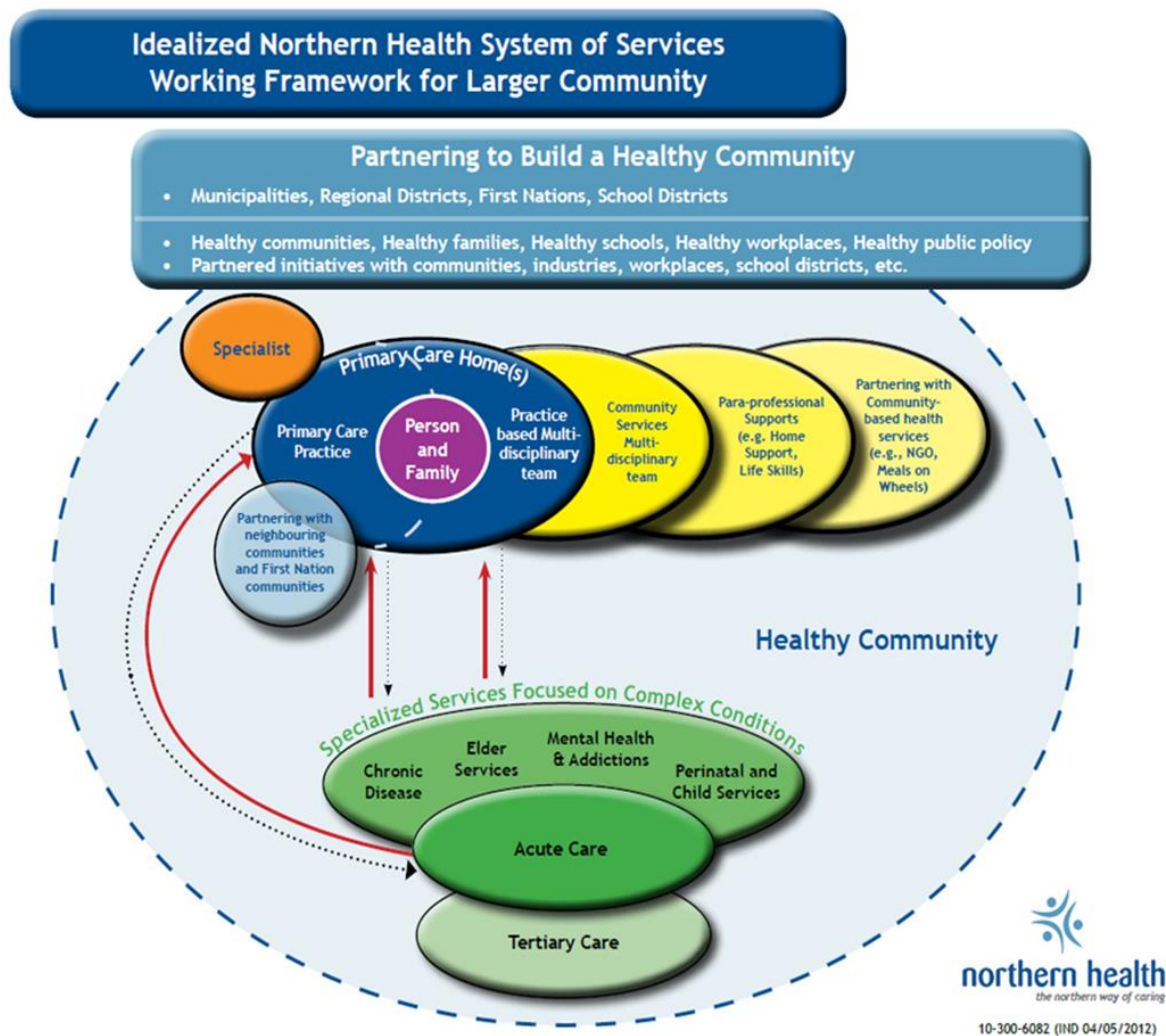 Idealized Northern Health System of Services
Working Framework for Larger Community
Partnering to Build a Healthy Community
• Municipalities, Regional Districts, First Nations, School Districts
• Healthy communities, Healthy families, Healthy schools, Healthy workplaces, Healthy public policy
• Partnered initiatives with communities, industries, workplaces, school districts, etc.
Specialist
Primary Care Home(s)
Primary Care
Practice
Person
and
Family
Practice
based Multi-
disciplinary
team
Community
Services
Multi-
disciplinary
team
Para-professional
Supports
(e.g. Home
Support,
Life Skills)
Partnering with
Community-
based health
services
(e.g., NGO,
Meals on
Wheels)
Partnering with
neighbouring
communities
and First Nation
communities
Healthy Community
Specialized Services Focused on Complex Conditions
Chronic
Disease
Elder
Services
Mental Health
& Addictions
Perinatal and
Child Services
Acute Care
Tertiary Care
northern health
the northern way of caring
10-300-6082 (IND 04/05/2012)